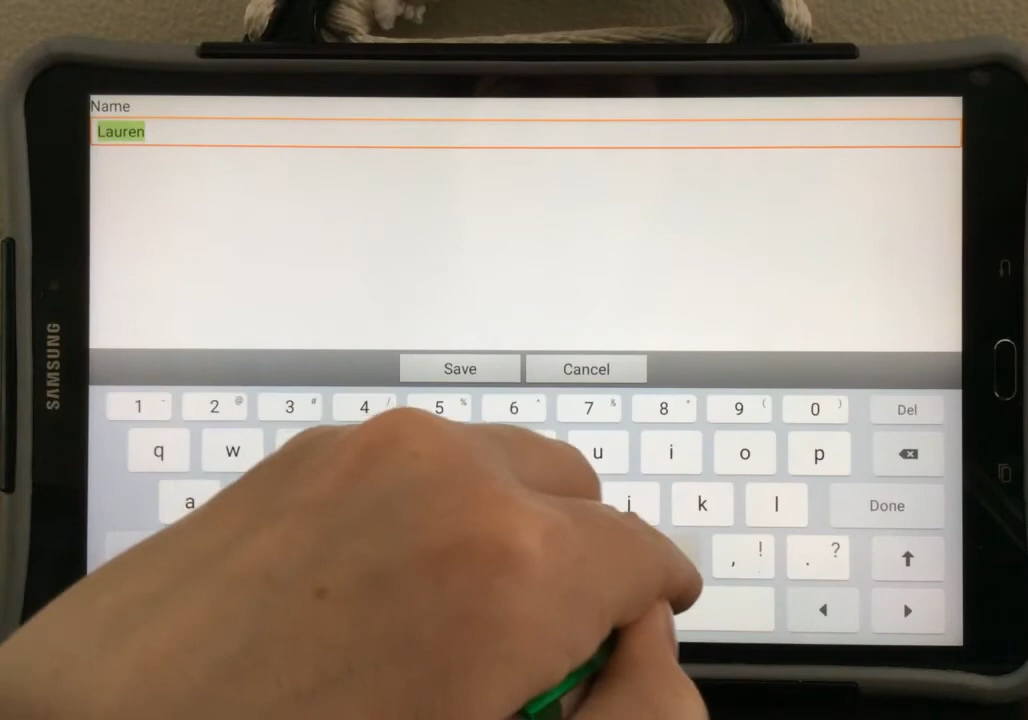 Name
Lauren
SAMSUNG
Save Cancel
1 - 2 @ 3 # 4 / 5 % 6 ^ 7 & 8 * 9 ( 0 ) Del
q w u i o p
a j k l Done
, ! . ?